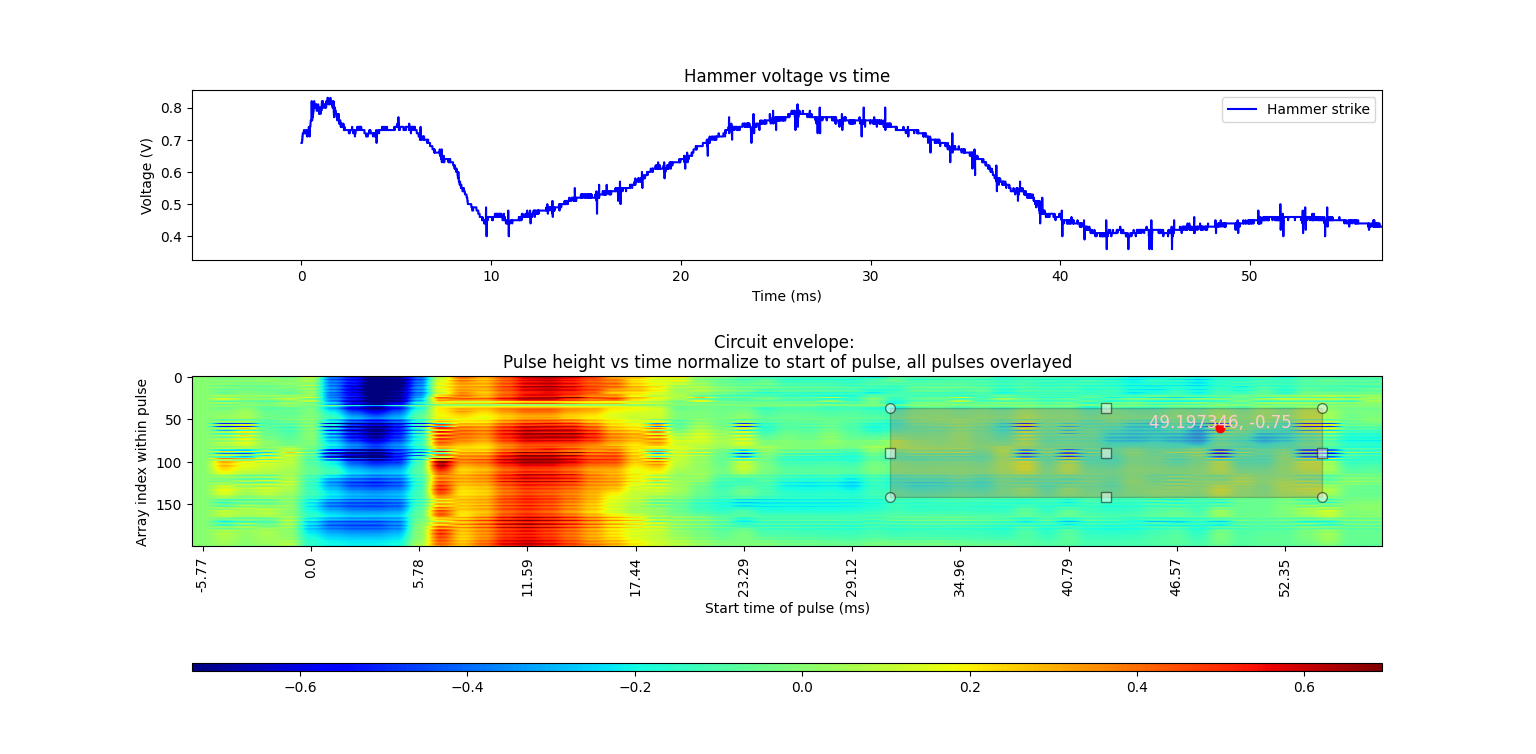 Hammer voltage vs time
Voltage (V)
0.8
0.7
0.6
0.5
0.4
Hammer strike
0 10 20 30 40 50
Time (ms)
Circuit envelope:
Pulse height vs time normalize to start of pulse, all pulses overlayed
Array index within pulse
0
50
100
150
49.197346, -0.75
-5.77 0.0 5.78 11.59 17.44 23.29 29.12 34.96 40.79 46.57 52.35
Start time of pulse (ms)
−0.6 −0.4 −0.2 0.0 0.2 0.4 0.6